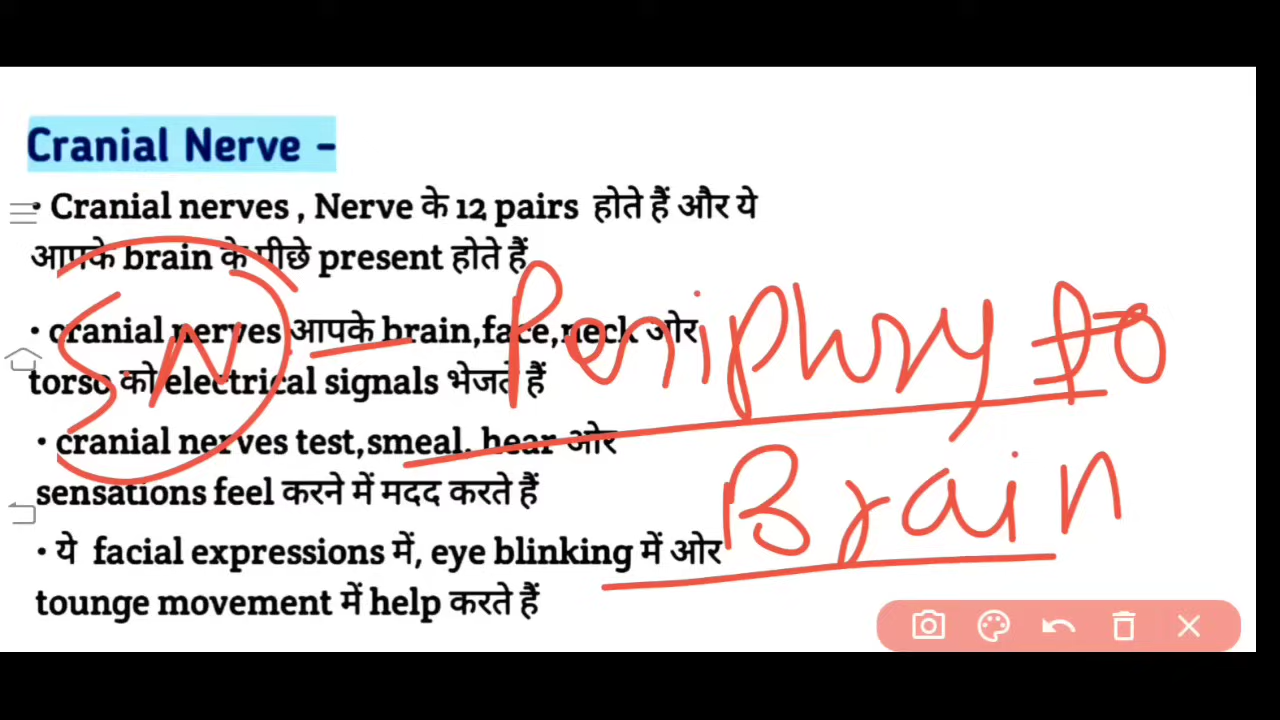 Cranial Nerve -
• Cranial nerves , Nerve के 12 pairs होते हैं और ये
आपके brain के पीछे present होते हैं
• cranial nerves आपके brain,face,neck ओर
torso को electrical signals भेजते हैं
• cranial nerves test,smeal, hear ओर
sensations feel करने में मदद करते हैं
• ये facial expressions में, eye blinking में ओर
tounge movement में help करते हैं
SN - Periphry to
Brain